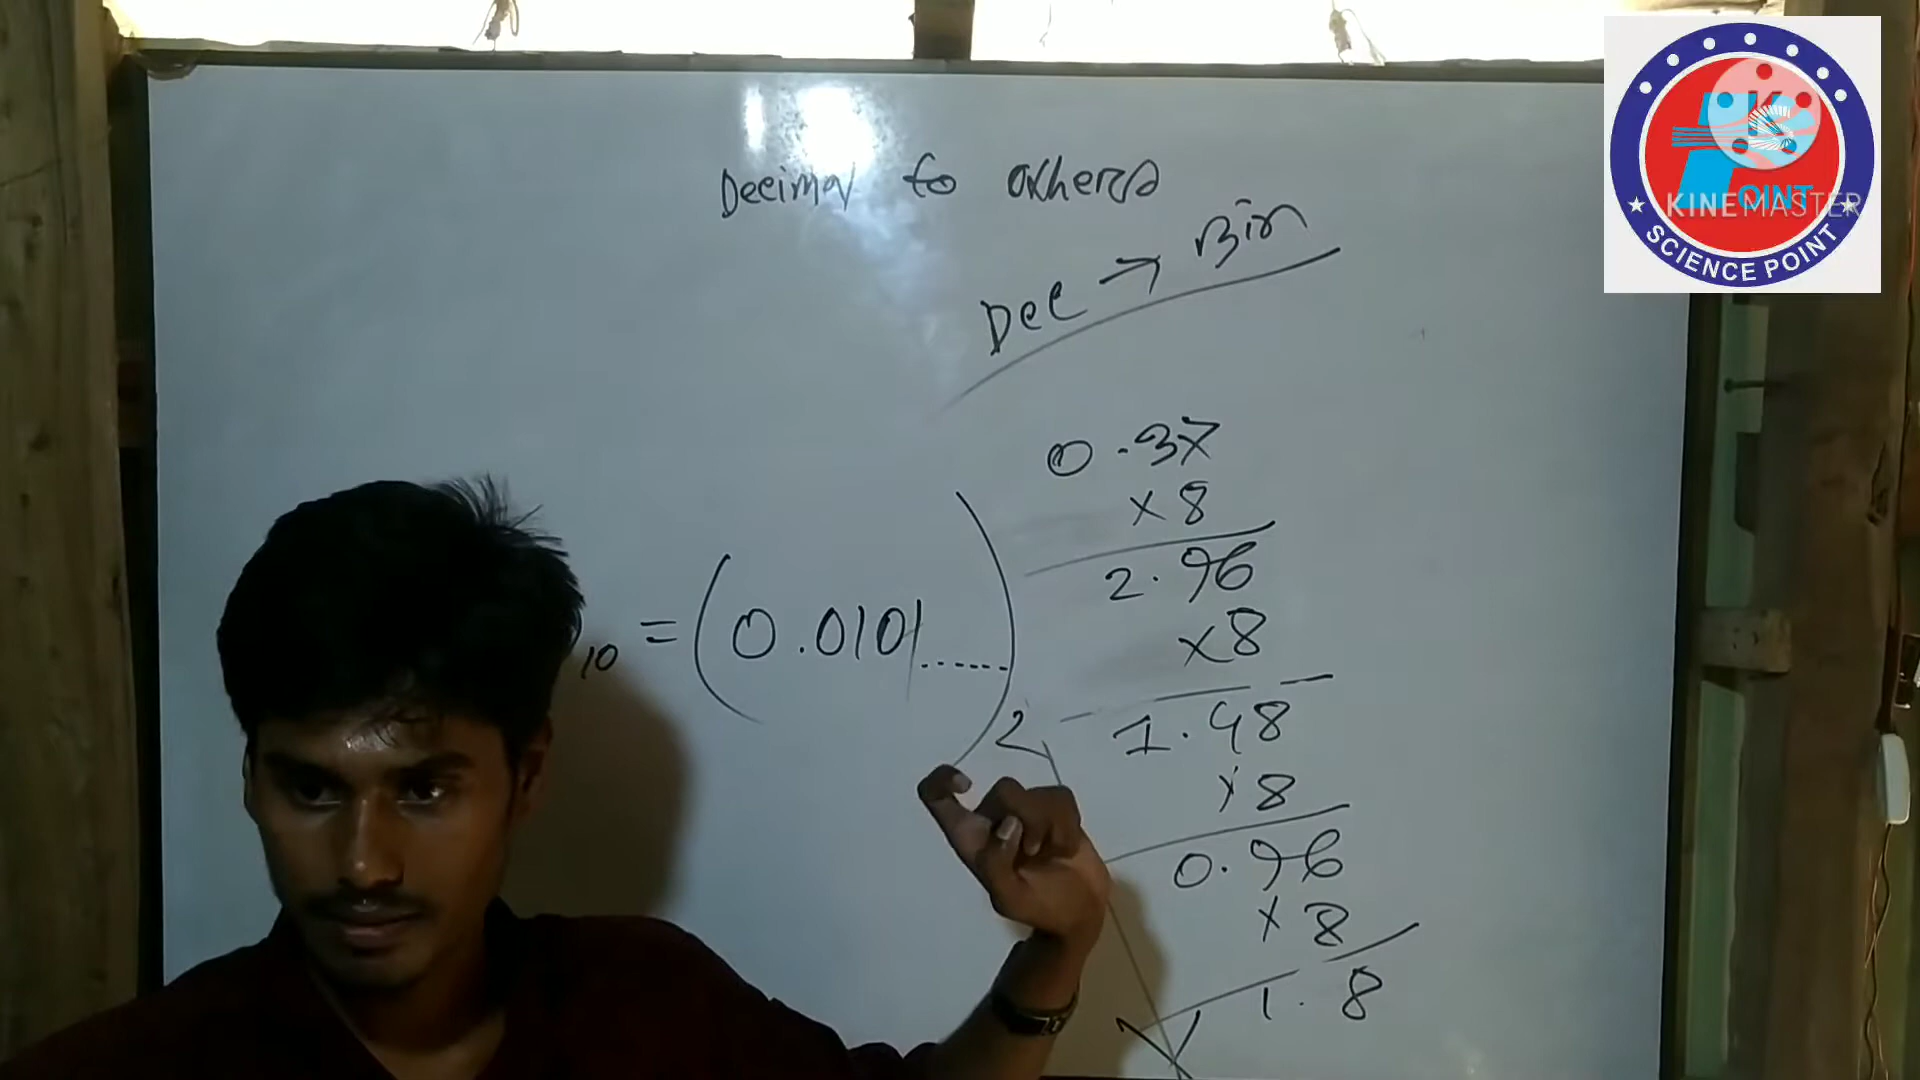 Decimal to others
Dec → Bin
0.37
×8
2.96
×8
10 = (0.0101......)2
1.48
×8
0.96
×8
1.8
KINEMASTER
POINT
SCIENCE POINT